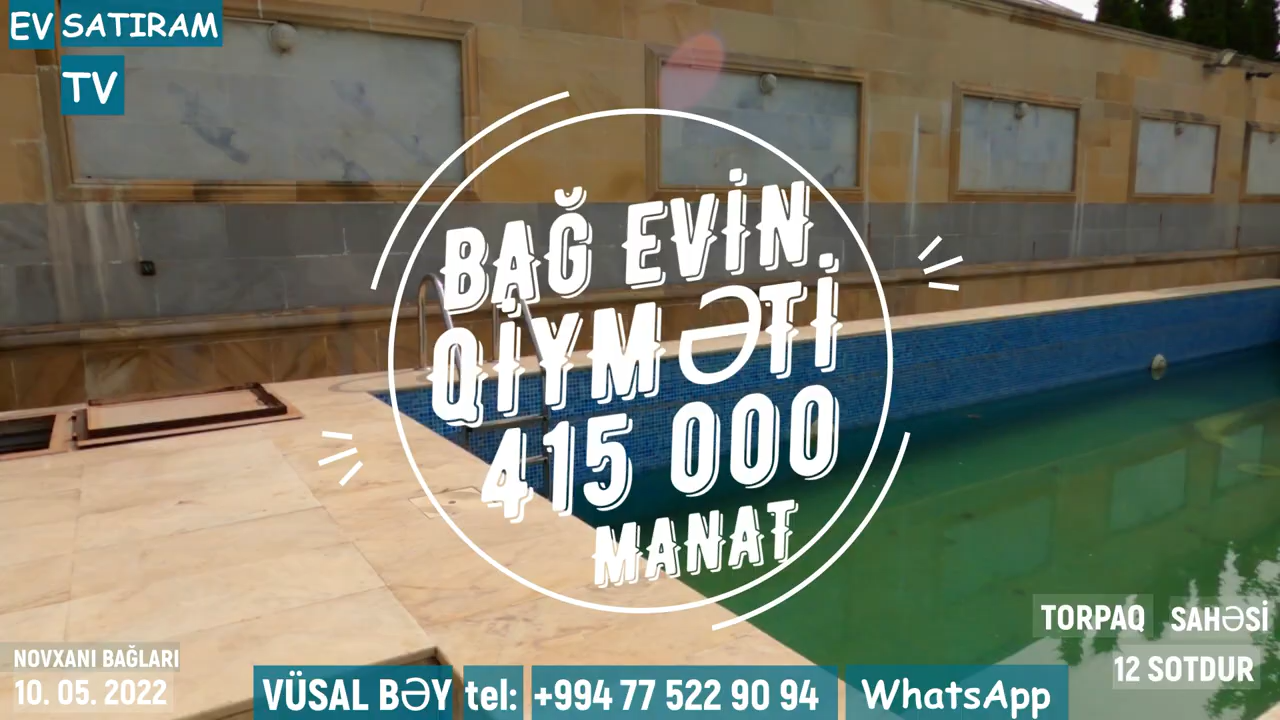 EV SATIRAM
TV
BAĞ EVİN
QİYMƏTİ
415 000
MANAT
TORPAQ SAHƏSİ
12 SOTDUR
NOVXANI BAĞLARI
10. 05. 2022
VÜSAL BƏY tel: +994 77 522 90 94 WhatsApp